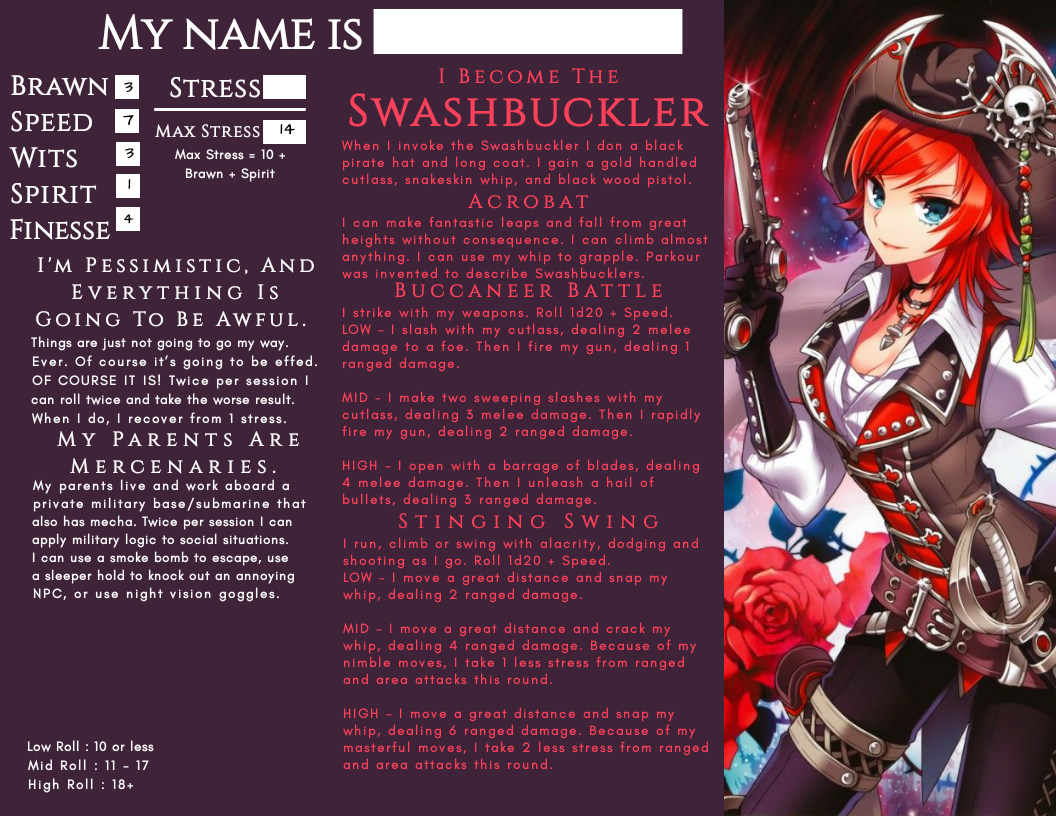 My name is
Brawn 3
Speed 7
Wits 3
Spirit 1
Finesse 4
Stress
Max Stress 14
Max Stress = 10 +
Brawn + Spirit
I'm Pessimistic, And
Everything Is
Going To Be Awful.
Things are just not going to go my way.
Ever. Of course it's going to be effed.
OF COURSE IT IS! Twice per session I
can roll twice and take the worse result.
When I do, I recover from 1 stress.
My Parents Are
Mercenaries.
My parents live and work aboard a
private military base/submarine that
also has mecha. Twice per session I can
apply military logic to social situations.
I can use a smoke bomb to escape, use
a sleeper hold to knock out an annoying
NPC, or use night vision goggles.
Low Roll : 10 or less
Mid Roll : 11 - 17
High Roll : 18+
I Become The
Swashbuckler
When I invoke the Swashbuckler I don a black
pirate hat and long coat. I gain a gold handled
cutlass, snakeskin whip, and black wood pistol.
Acrobat
I can make fantastic leaps and fall from great
heights without consequence. I can climb almost
anything. I can use my whip to grapple. Parkour
was invented to describe Swashbucklers.
Buccaneer Battle
I strike with my weapons. Roll 1d20 + Speed.
LOW - I slash with my cutlass, dealing 2 melee
damage to a foe. Then I fire my gun, dealing 1
ranged damage.
MID - I make two sweeping slashes with my
cutlass, dealing 3 melee damage. Then I rapidly
fire my gun, dealing 2 ranged damage.
HIGH - I open with a barrage of blades, dealing
4 melee damage. Then I unleash a hail of
bullets, dealing 3 ranged damage.
Stinging Swing
I run, climb or swing with alacrity, dodging and
shooting as I go. Roll 1d20 + Speed.
LOW - I move a great distance and snap my
whip, dealing 2 ranged damage.
MID - I move a great distance and crack my
whip, dealing 4 ranged damage. Because of my
nimble moves, I take 1 less stress from ranged
and area attacks this round.
HIGH - I move a great distance and snap my
whip, dealing 6 ranged damage. Because of my
masterful moves, I take 2 less stress from ranged
and area attacks this round.